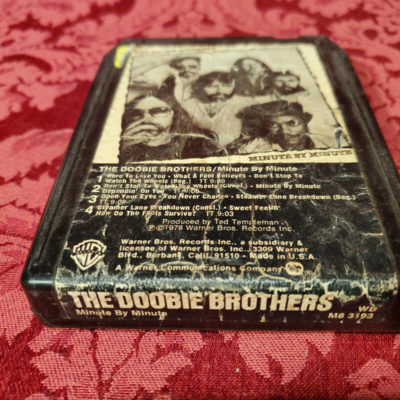 MINUTE BY MINUTE
THE DOOBIE BROTHERS/Minute By Minute
1 Here To Love You - What A Fool Believes - Don't Stop To
Watch The Wheels (Beg.) TT 9:00
2 Don't Stop To Watch The Wheels (Concl.) - Minute By Minute
Dependin' On You
3 Open Your Eyes - You Never Change - Steamer Lane Breakdown (Beg.)
4 Steamer Lane Breakdown (Concl.) - Sweet Feelin'
How Do The Fools Survive? TT 9:03
Produced by Ted Templeman
℗©1978 Warner Bros. Records Inc.
Warner Bros. Records Inc., a subsidiary &
licensee of Warner Bros. Inc., 3300 Warner
Blvd., Burbank, Calif. 91510 • Made in U.S.A.
A Warner Communications Company
THE DOOBIE BROTHERS
Minute By Minute
WB
M8 3193